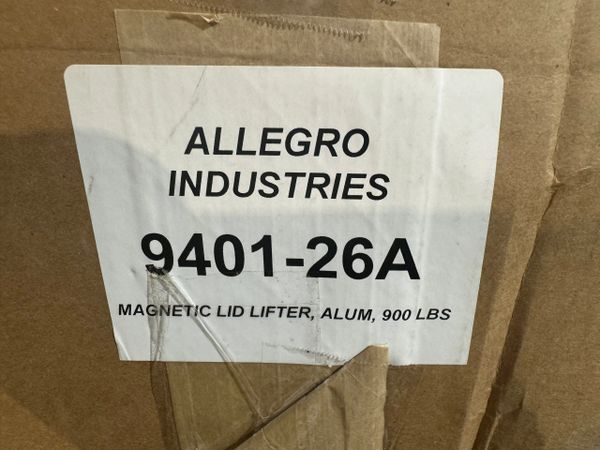 ALLEGRO
INDUSTRIES
9401-26A
MAGNETIC LID LIFTER, ALUM, 900 LBS